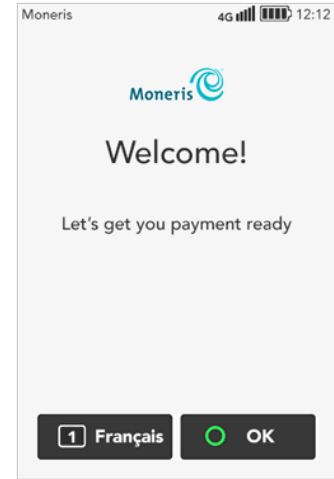 Moneris 4G 12:12
Moneris
Welcome!
Let's get you payment ready
1 Français OK